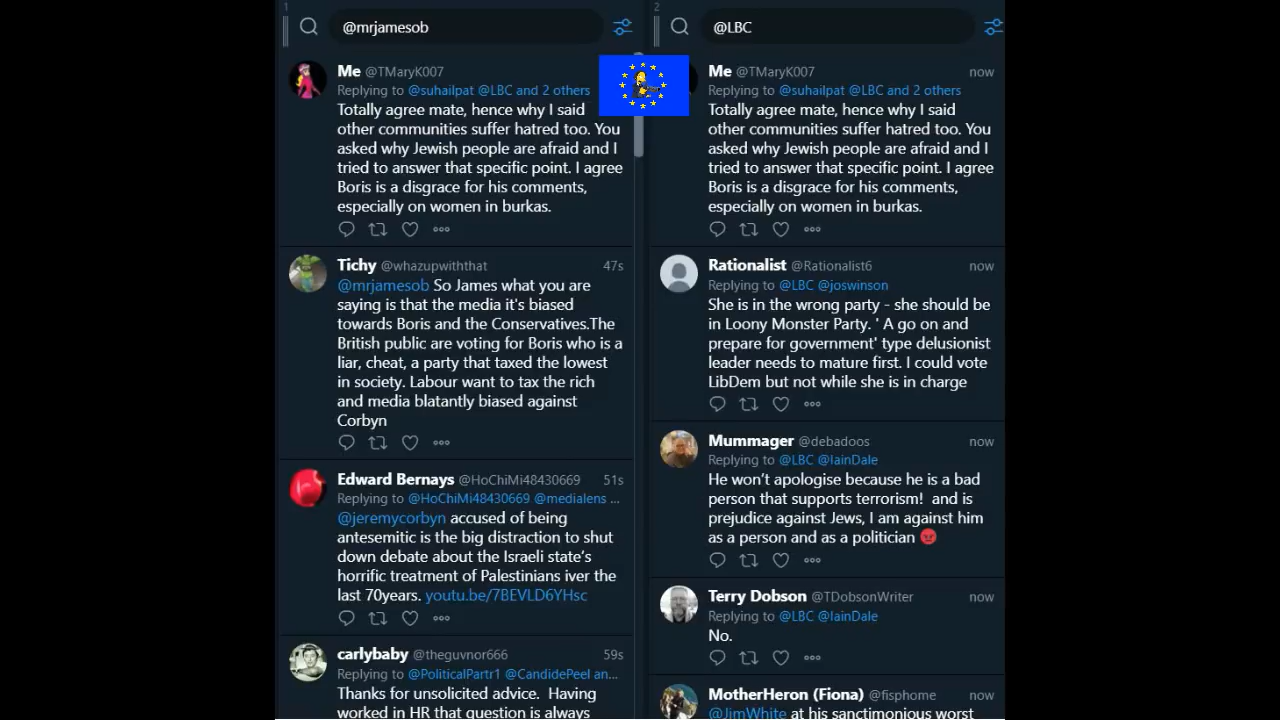 1
@mrjamesob
Me @TMaryK007
Replying to @suhailpat @LBC and 2 others
Totally agree mate, hence why I said
other communities suffer hatred too. You
asked why Jewish people are afraid and I
tried to answer that specific point. I agree
Boris is a disgrace for his comments,
especially on women in burkas.
Tichy @whazupwiththat 47s
@mrjamesob So James what you are
saying is that the media it's biased
towards Boris and the Conservatives.The
British public are voting for Boris who is a
liar, cheat, a party that taxed the lowest
in society. Labour want to tax the rich
and media blatantly biased against
Corbyn
Edward Bernays @HoChiMi48430669 51s
Replying to @HoChiMi48430669 @medialens ...
@jeremycorbyn accused of being
antesemitic is the big distraction to shut
down debate about the Israeli state's
horrific treatment of Palestinians iver the
last 70years. youtu.be/7BEVLD6YHsc
carlybaby @theguvnor666 59s
Replying to @PoliticalPartr1 @CandidePeel an...
Thanks for unsolicited advice. Having
worked in HR that question is always
2
@LBC
Me @TMaryK007 now
Replying to @suhailpat @LBC and 2 others
Totally agree mate, hence why I said
other communities suffer hatred too. You
asked why Jewish people are afraid and I
tried to answer that specific point. I agree
Boris is a disgrace for his comments,
especially on women in burkas.
Rationalist @Rationalist6 now
Replying to @LBC @joswinson
She is in the wrong party - she should be
in Loony Monster Party. ' A go on and
prepare for government' type delusionist
leader needs to mature first. I could vote
LibDem but not while she is in charge
Mummager @debadoos now
Replying to @LBC @IainDale
He won't apologise because he is a bad
person that supports terrorism! and is
prejudice against Jews, I am against him
as a person and as a politician
Terry Dobson @TDobsonWriter now
Replying to @LBC @IainDale
No.
MotherHeron (Fiona) @fisphome now
@JimWhite at his sanctimonious worst